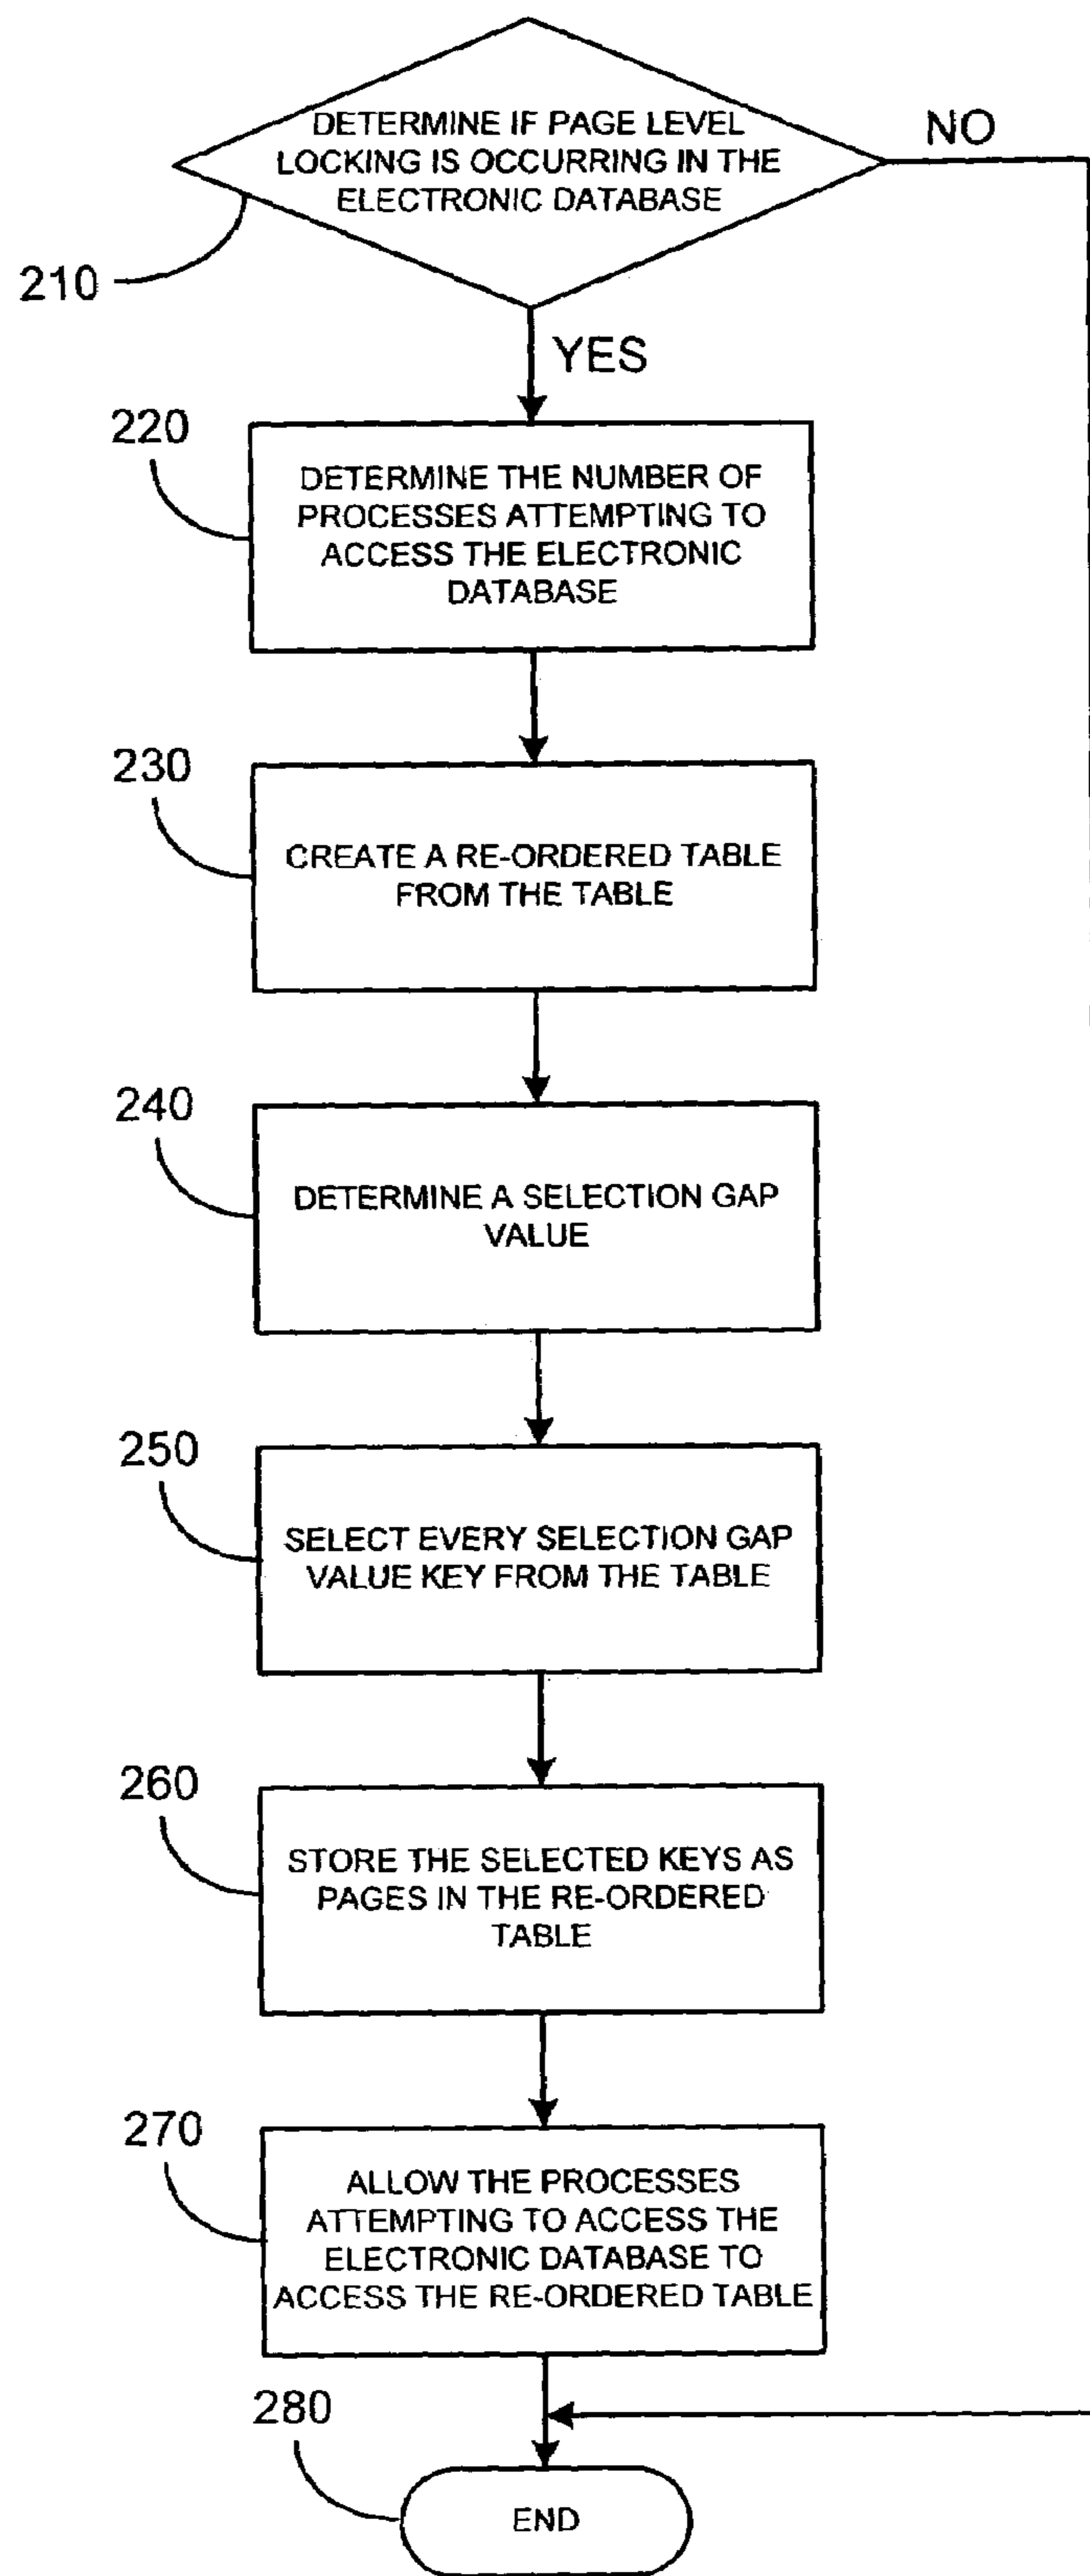 DETERMINE IF PAGE LEVEL
LOCKING IS OCCURRING IN THE
ELECTRONIC DATABASE
NO
210
YES
220
DETERMINE THE NUMBER OF
PROCESSES ATTEMPTING TO
ACCESS THE ELECTRONIC
DATABASE
230
CREATE A RE-ORDERED TABLE
FROM THE TABLE
240
DETERMINE A SELECTION GAP
VALUE
250
SELECT EVERY SELECTION GAP
VALUE KEY FROM THE TABLE
260
STORE THE SELECTED KEYS AS
PAGES IN THE RE-ORDERED
TABLE
270
ALLOW THE PROCESSES
ATTEMPTING TO ACCESS THE
ELECTRONIC DATABASE TO
ACCESS THE RE-ORDERED TABLE
280
END